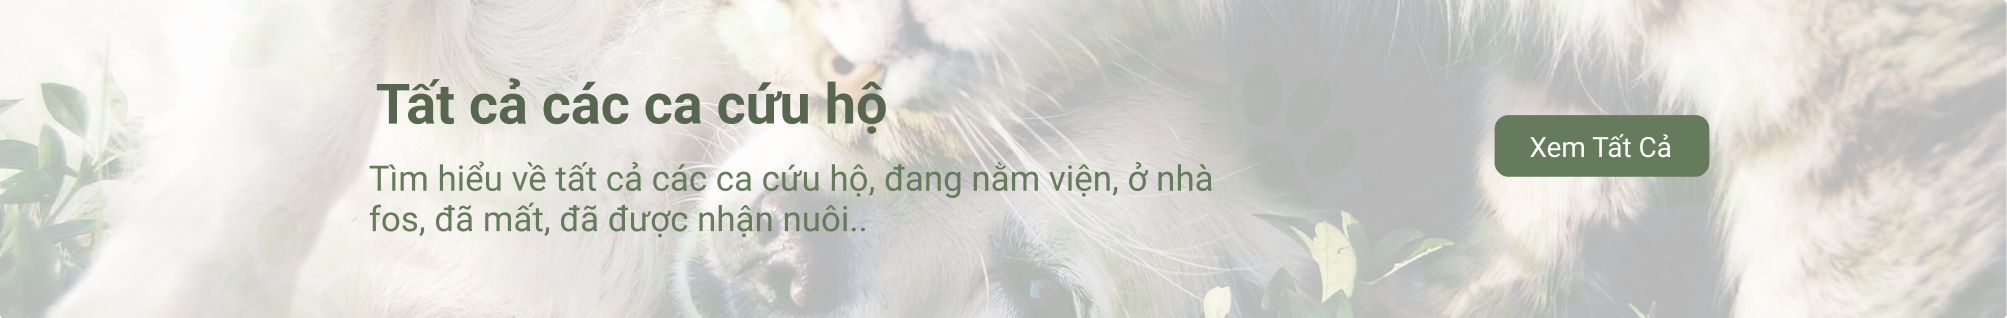 Tất cả các ca cứu hộ
Tìm hiểu về tất cả các ca cứu hộ, đang nằm viện, ở nhà
fos, đã mất, đã được nhận nuôi..
Xem Tất Cả